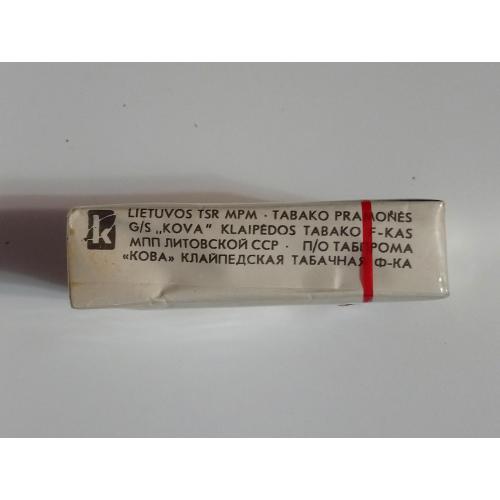 k
LIETUVOS TSR MPM · TABAKO PRAMONĖS
G/S „KOVA" KLAIPĖDOS TABAKO F-KAS
МПП ЛИТОВСКОЙ ССР · П/О ТАБПРОМА
«КОВА» КЛАЙПЕДСКАЯ ТАБАЧНАЯ Ф-КА